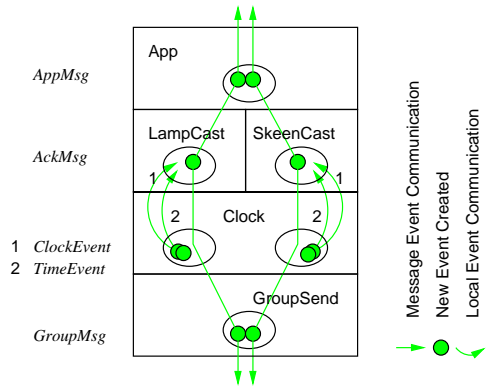 App
AppMsg
LampCast SkeenCast
AckMsg
1 1
2 Clock 2
1 ClockEvent
2 TimeEvent
GroupSend
GroupMsg
Message Event Communication
New Event Created
Local Event Communication